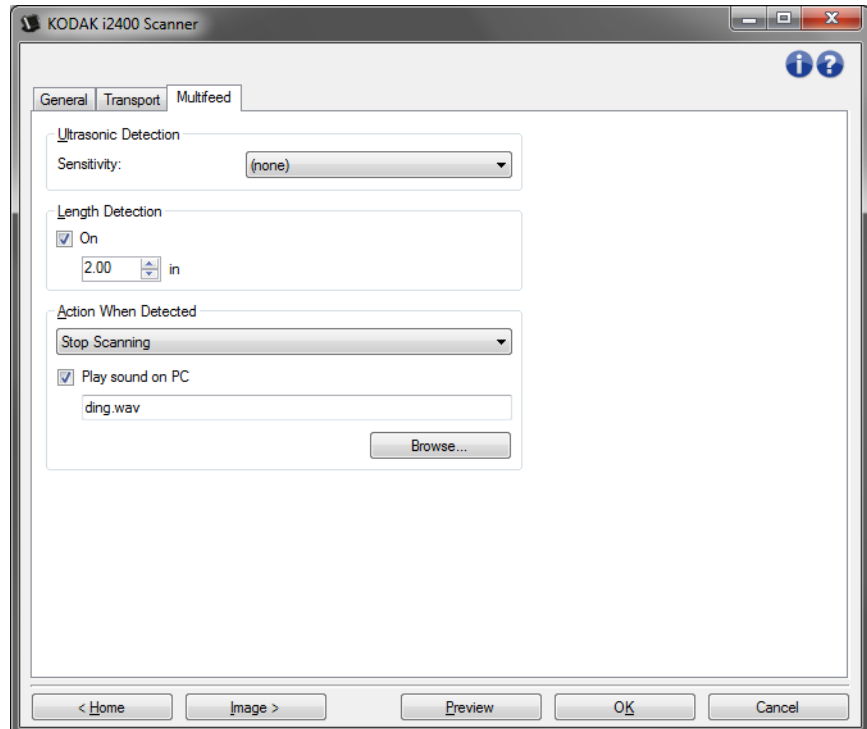 KODAK i2400 Scanner
General Transport Multifeed
Ultrasonic Detection
Sensitivity: (none)
Length Detection
On
2.00 in
Action When Detected
Stop Scanning
Play sound on PC
ding.wav
Browse...
< Home Image > Preview OK Cancel